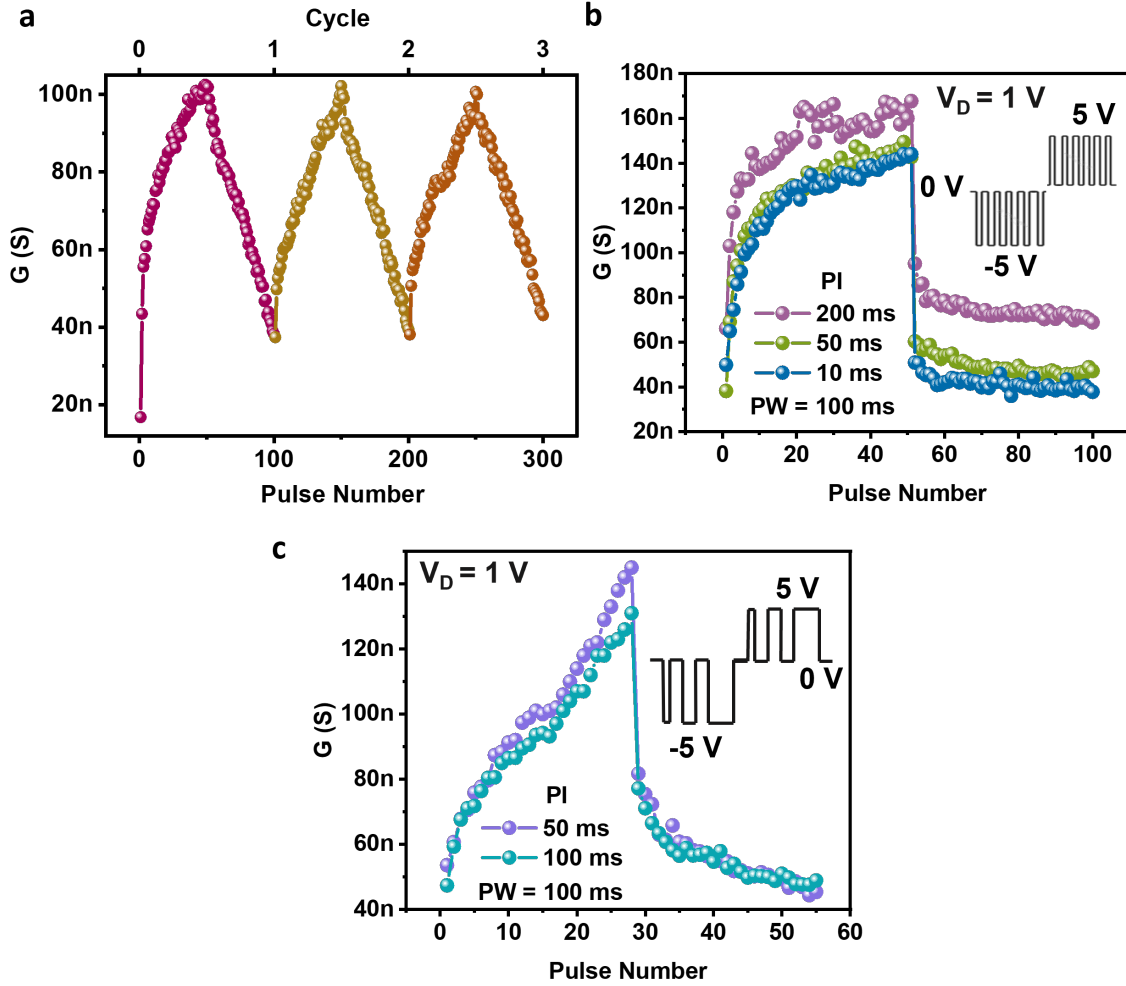 a
Cycle
0 1 2 3
100n
80n
60n
40n
20n
G (S)
0 100 200 300
Pulse Number
b
180n
160n
140n
120n
100n
80n
60n
40n
20n
G (S)
V_D = 1 V
5 V
0 V
-5 V
PI
200 ms
50 ms
10 ms
PW = 100 ms
0 20 40 60 80 100
Pulse Number
c
140n
120n
100n
80n
60n
40n
G (S)
V_D = 1 V
5 V
0 V
-5 V
PI
50 ms
100 ms
PW = 100 ms
0 10 20 30 40 50 60
Pulse Number